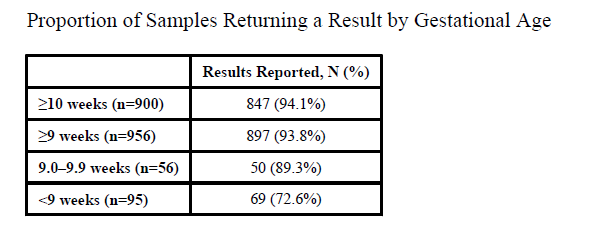 Proportion of Samples Returning a Result by Gestational Age
Results Reported, N (%)
≥10 weeks (n=900) 847 (94.1%)
≥9 weeks (n=956) 897 (93.8%)
9.0–9.9 weeks (n=56) 50 (89.3%)
<9 weeks (n=95) 69 (72.6%)